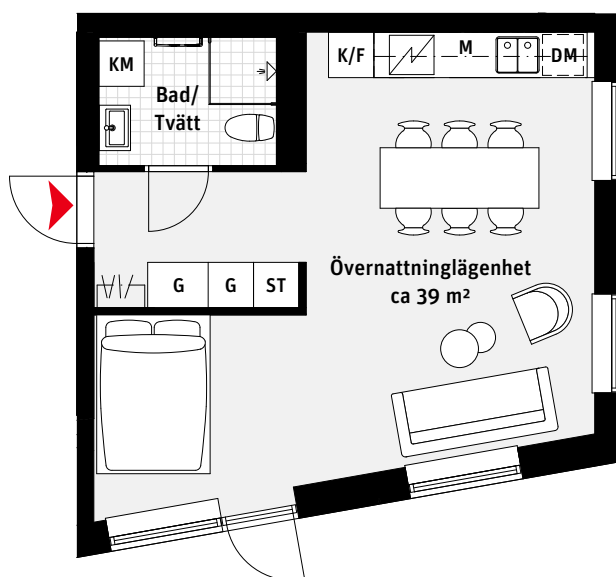 KM
Bad/
Tvätt
K/F
M
DM
G
G
ST
Övernattninglägenhet
ca 39 m²